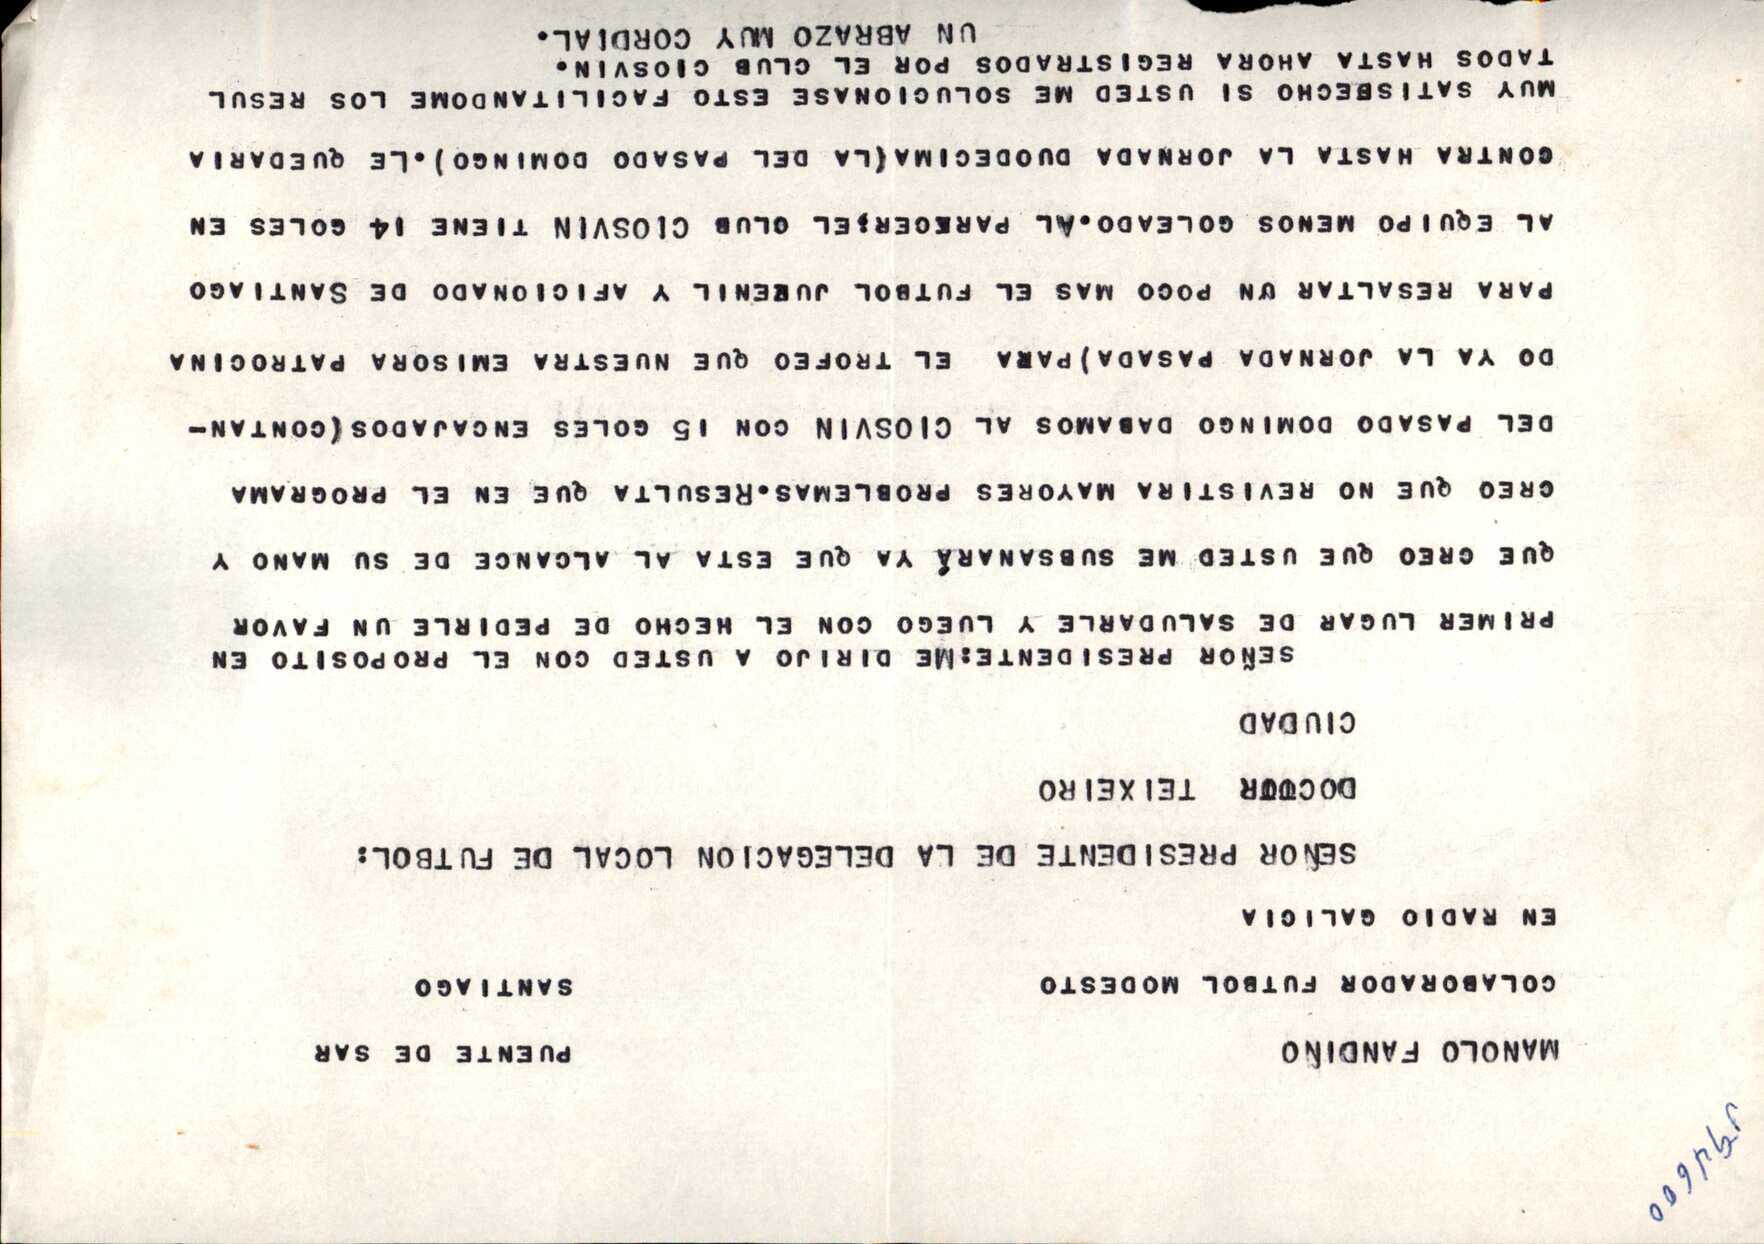 MANOLO FANDIÑO PUENTE DE SAR
COLABORADOR FUTBOL MODESTO SANTIAGO
EN RADIO GALICIA
SEÑOR PRESIDENTE DE LA DELEGACION LOCAL DE FUTBOL:
DOCTOR TEIXEIRO
CIUDAD
SEÑOR PRESIDENTE:ME DIRIJO A USTED CON EL PROPOSITO EN
PRIMER LUGAR DE SALUDARLE Y LUEGO CON EL HECHO DE PEDIRLE UN FAVOR
QUE CREO QUE USTED ME SUBSANARA YA QUE ESTA AL ALCANCE DE SU MANO Y
CREO QUE NO REVISTIRA MAYORES PROBLEMAS.RESULTA QUE EN EL PROGRAMA
DEL PASADO DOMINGO DABAMOS AL CIOSVIN CON 15 GOLES ENCAJADOS(CONTAN-
DO YA LA JORNADA PASADA)PARA EL TROFEO QUE NUESTRA EMISORA PATROCINA
PARA RESALTAR UN POCO MAS EL FUTBOL JUBENIL Y AFICIONADO DE SANTIAGO
AL EQUIPO MENOS GOLEADO.AL PARECER;EL CLUB CIOSVIN TIENE 14 GOLES EN
CONTRA HASTA LA JORNADA DUODECIMA(LA DEL PASADO DOMINGO).LE QUEDARIA
MUY SATISBECHO SI USTED ME SOLUCIONASE ESTO FACILITANDOME LOS RESUL
TADOS HASTA AHORA REGISTRADOS POR EL CLUB CIOSVIN.
UN ABRAZO MUY CORDIAL.